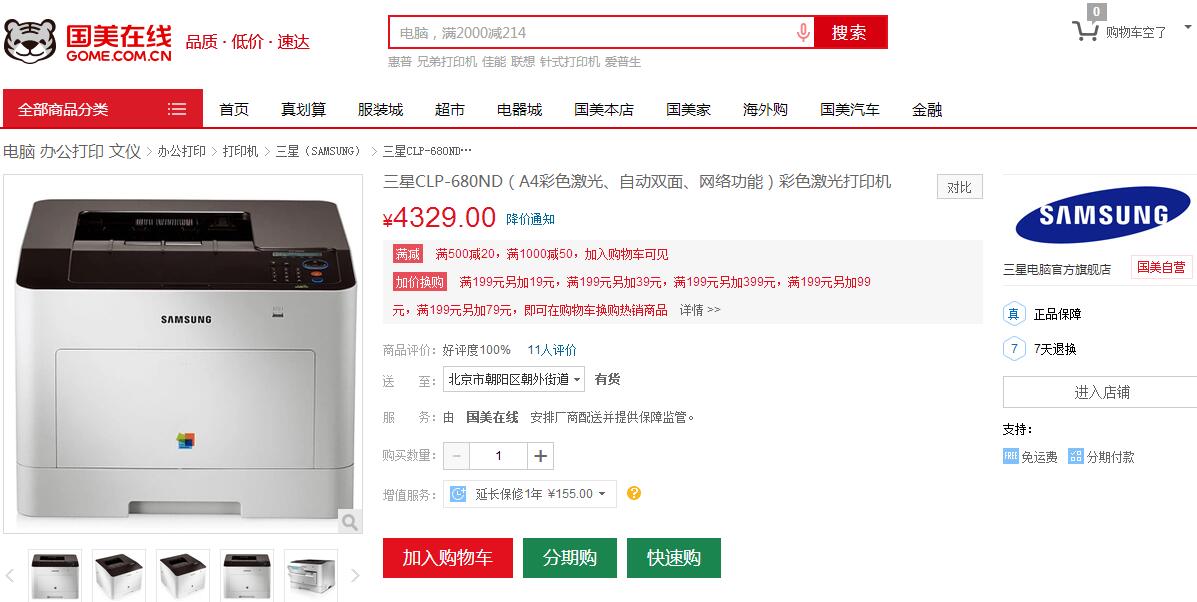 国美在线
GOME.COM.CN
品质·低价·速达
电脑，满2000减214
搜索
惠普 兄弟打印机 佳能 联想 针式打印机 爱普生
0
购物车空了
全部商品分类
首页 真划算 服装城 超市 电器城 国美本店 国美家 海外购 国美汽车 金融
电脑 办公打印 文仪 > 办公打印 > 打印机 > 三星（SAMSUNG） > 三星CLP-680ND…
三星CLP-680ND（A4彩色激光、自动双面、网络功能）彩色激光打印机
对比
¥4329.00 降价通知
满减 满500减20，满1000减50，加入购物车可见
加价换购 满199元另加19元，满199元另加39元，满199元另加399元，满199元另加99
元，满199元另加79元，即可在购物车换购热销商品 详情 >>
商品评价： 好评度100% 11人评价
送 至： 北京市朝阳区朝外街道 有货
服 务： 由 国美在线 安排厂商配送并提供保障监管。
购买数量： − 1 +
增值服务： 延长保修1年 ¥155.00 ?
加入购物车 分期购 快速购
SAMSUNG
SAMSUNG
三星电脑官方旗舰店 国美自营
真 正品保障
7 7天退换
进入店铺
支持：
FREE 免运费 分期付款